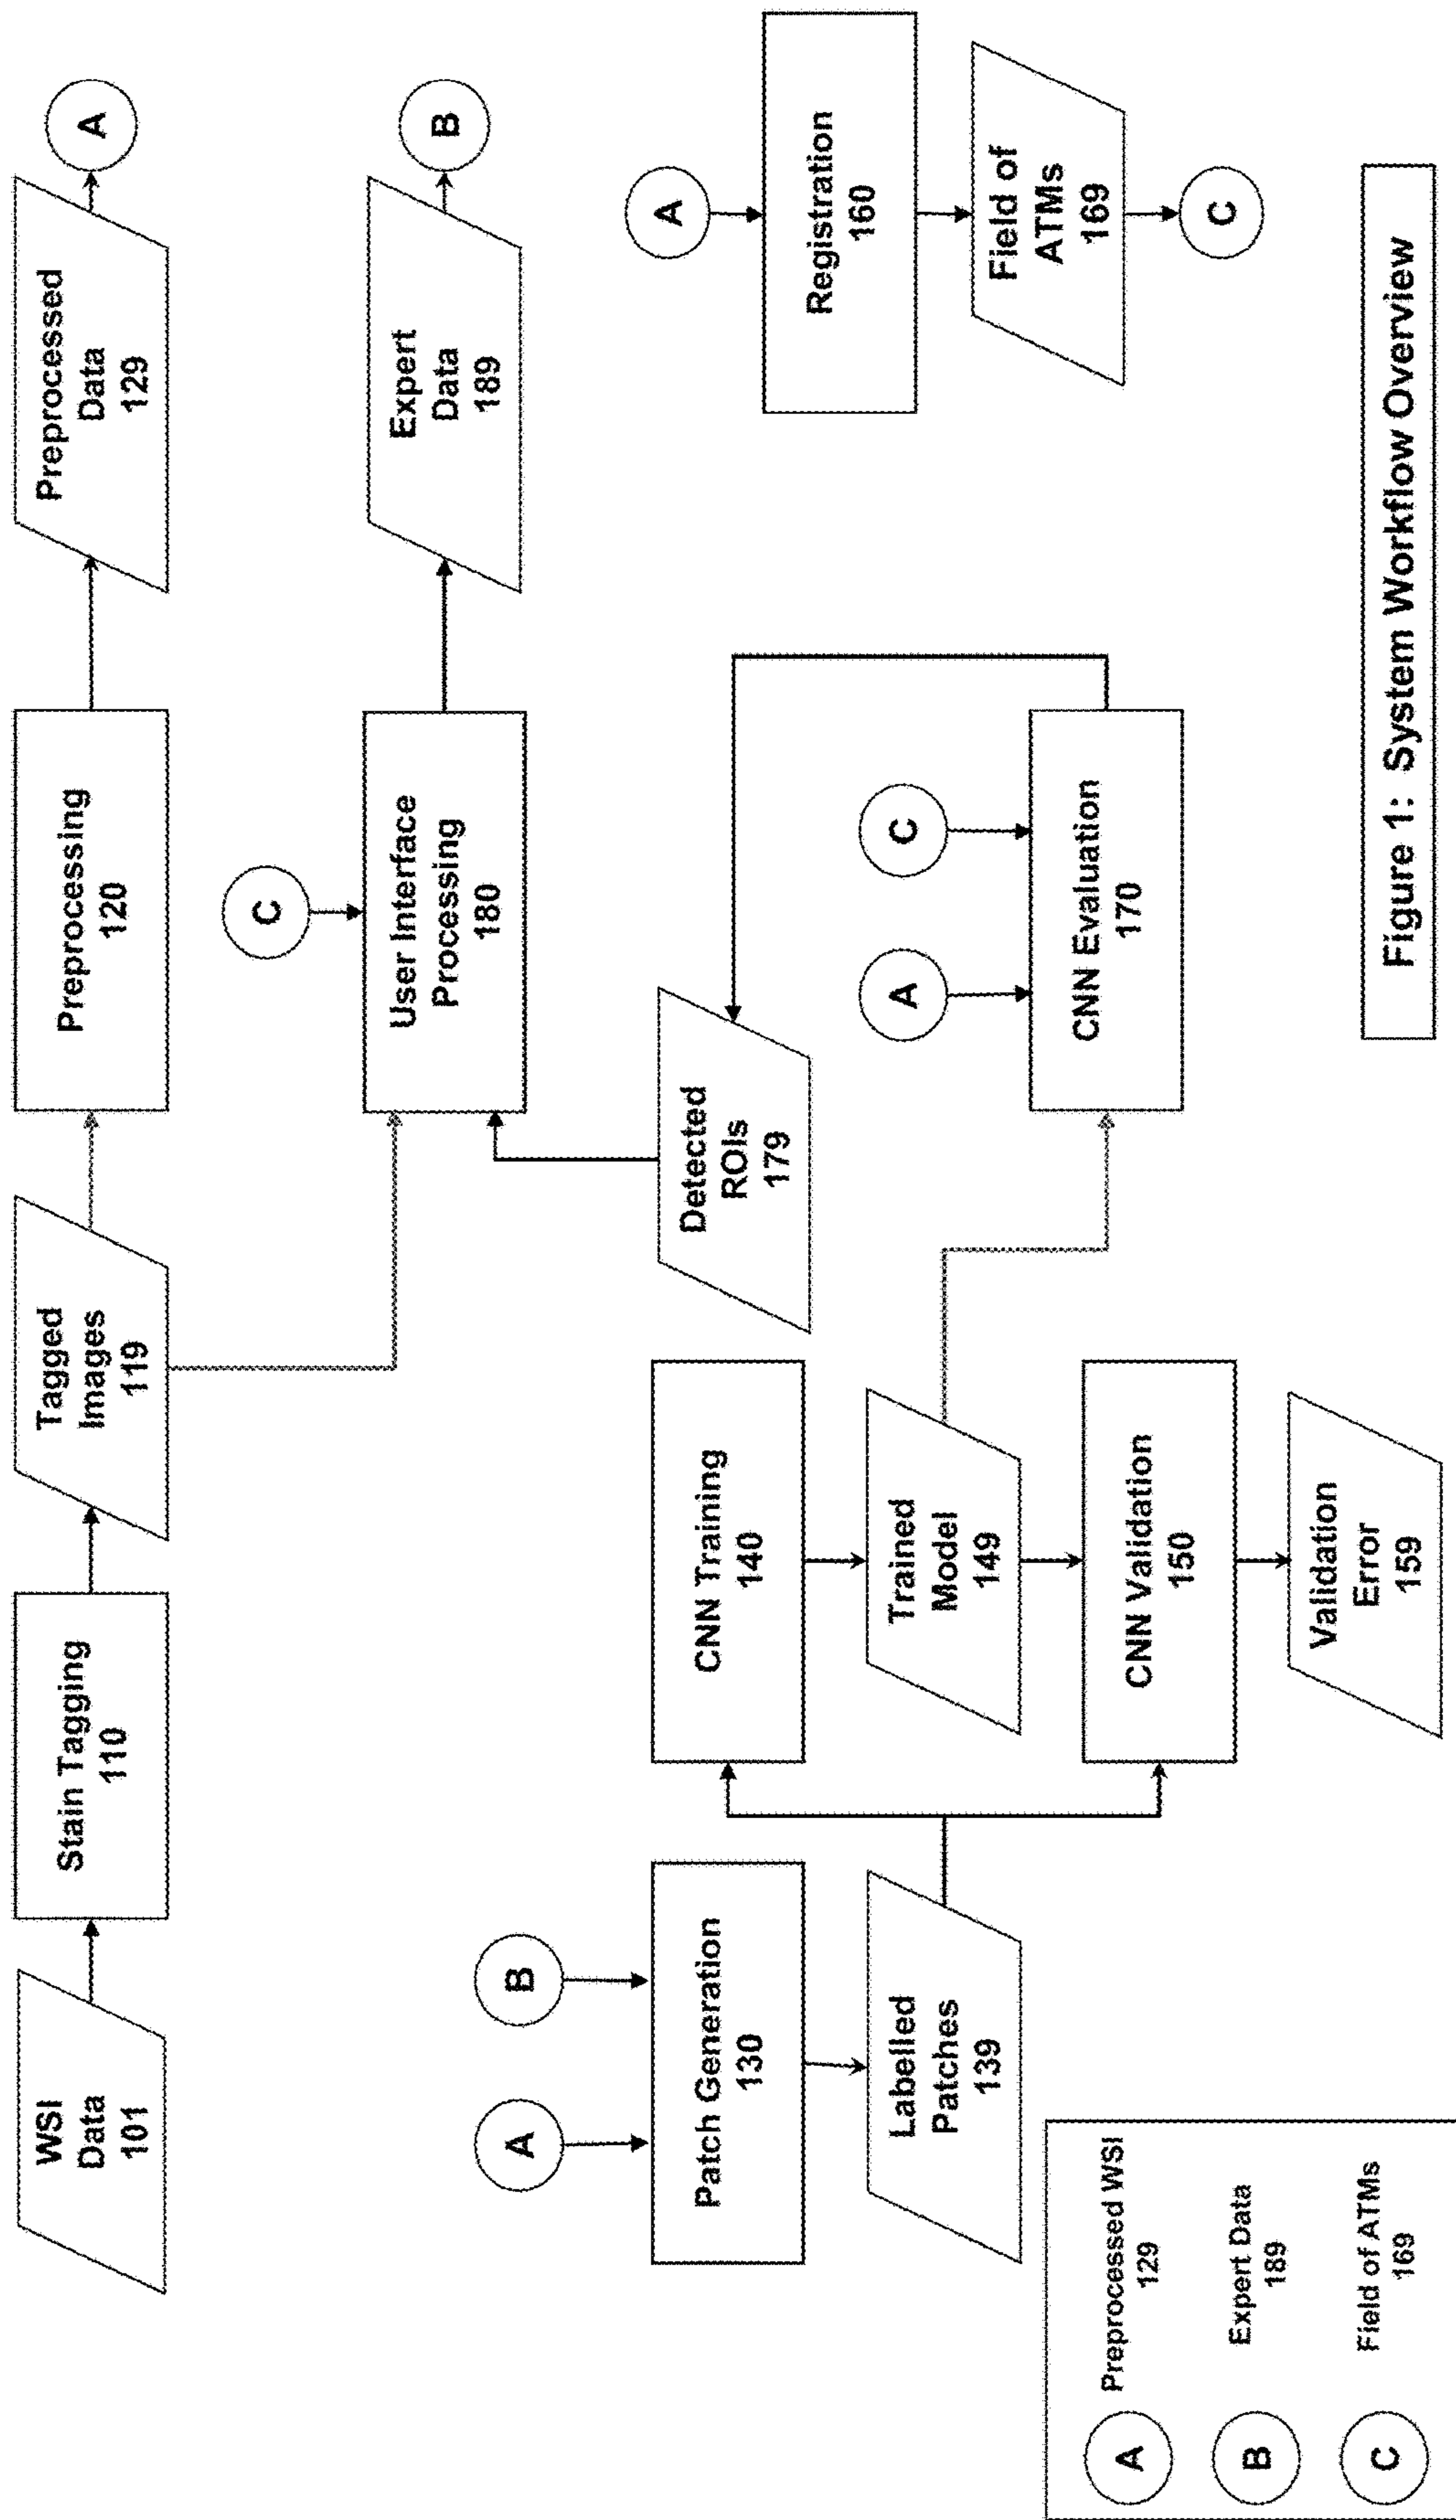 WSI
Data
101
Stain Tagging
110
Tagged
Images
119
Preprocessing
120
Preprocessed
Data
129
A
C
User Interface
Processing
180
Expert
Data
189
B
A
B
Patch Generation
130
Labelled
Patches
139
CNN Training
140
Trained
Model
149
CNN Validation
150
Validation
Error
159
Detected
ROIs
179
A
C
CNN Evaluation
170
A
Registration
160
Field of
ATMs
169
C
A
Preprocessed WSI
129
B
Expert Data
189
C
Field of ATMs
169
Figure 1: System Workflow Overview